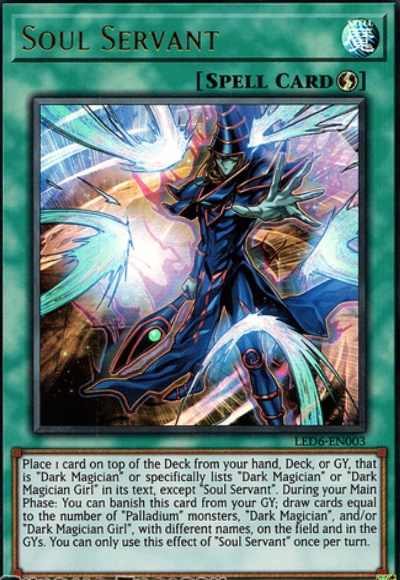 Soul Servant
魔
[Spell Card]
LED6-EN003
Place 1 card on top of the Deck from your hand, Deck, or GY, that
is "Dark Magician" or specifically lists "Dark Magician" or "Dark
Magician Girl" in its text, except "Soul Servant". During your Main
Phase: You can banish this card from your GY; draw cards equal
to the number of "Palladium" monsters, "Dark Magician", and/or
"Dark Magician Girl", with different names, on the field and in the
GYs. You can only use this effect of "Soul Servant" once per turn.